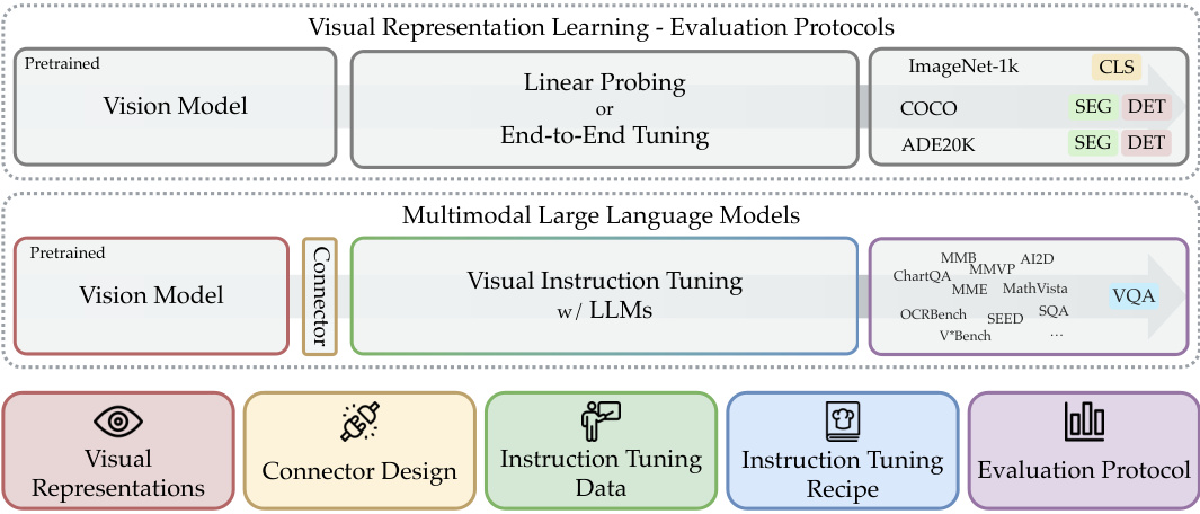 Visual Representation Learning - Evaluation Protocols
Pretrained
Vision Model
Linear Probing
or
End-to-End Tuning
ImageNet-1k CLS
COCO SEG DET
ADE20K SEG DET
Multimodal Large Language Models
Pretrained
Vision Model
Connector
Visual Instruction Tuning
w/ LLMs
MMB AI2D
MMVP
ChartQA
MME MathVista
VQA
OCRBench SEED SQA
V*Bench ...
Visual
Representations
Connector Design
Instruction Tuning
Data
Instruction Tuning
Recipe
Evaluation Protocol